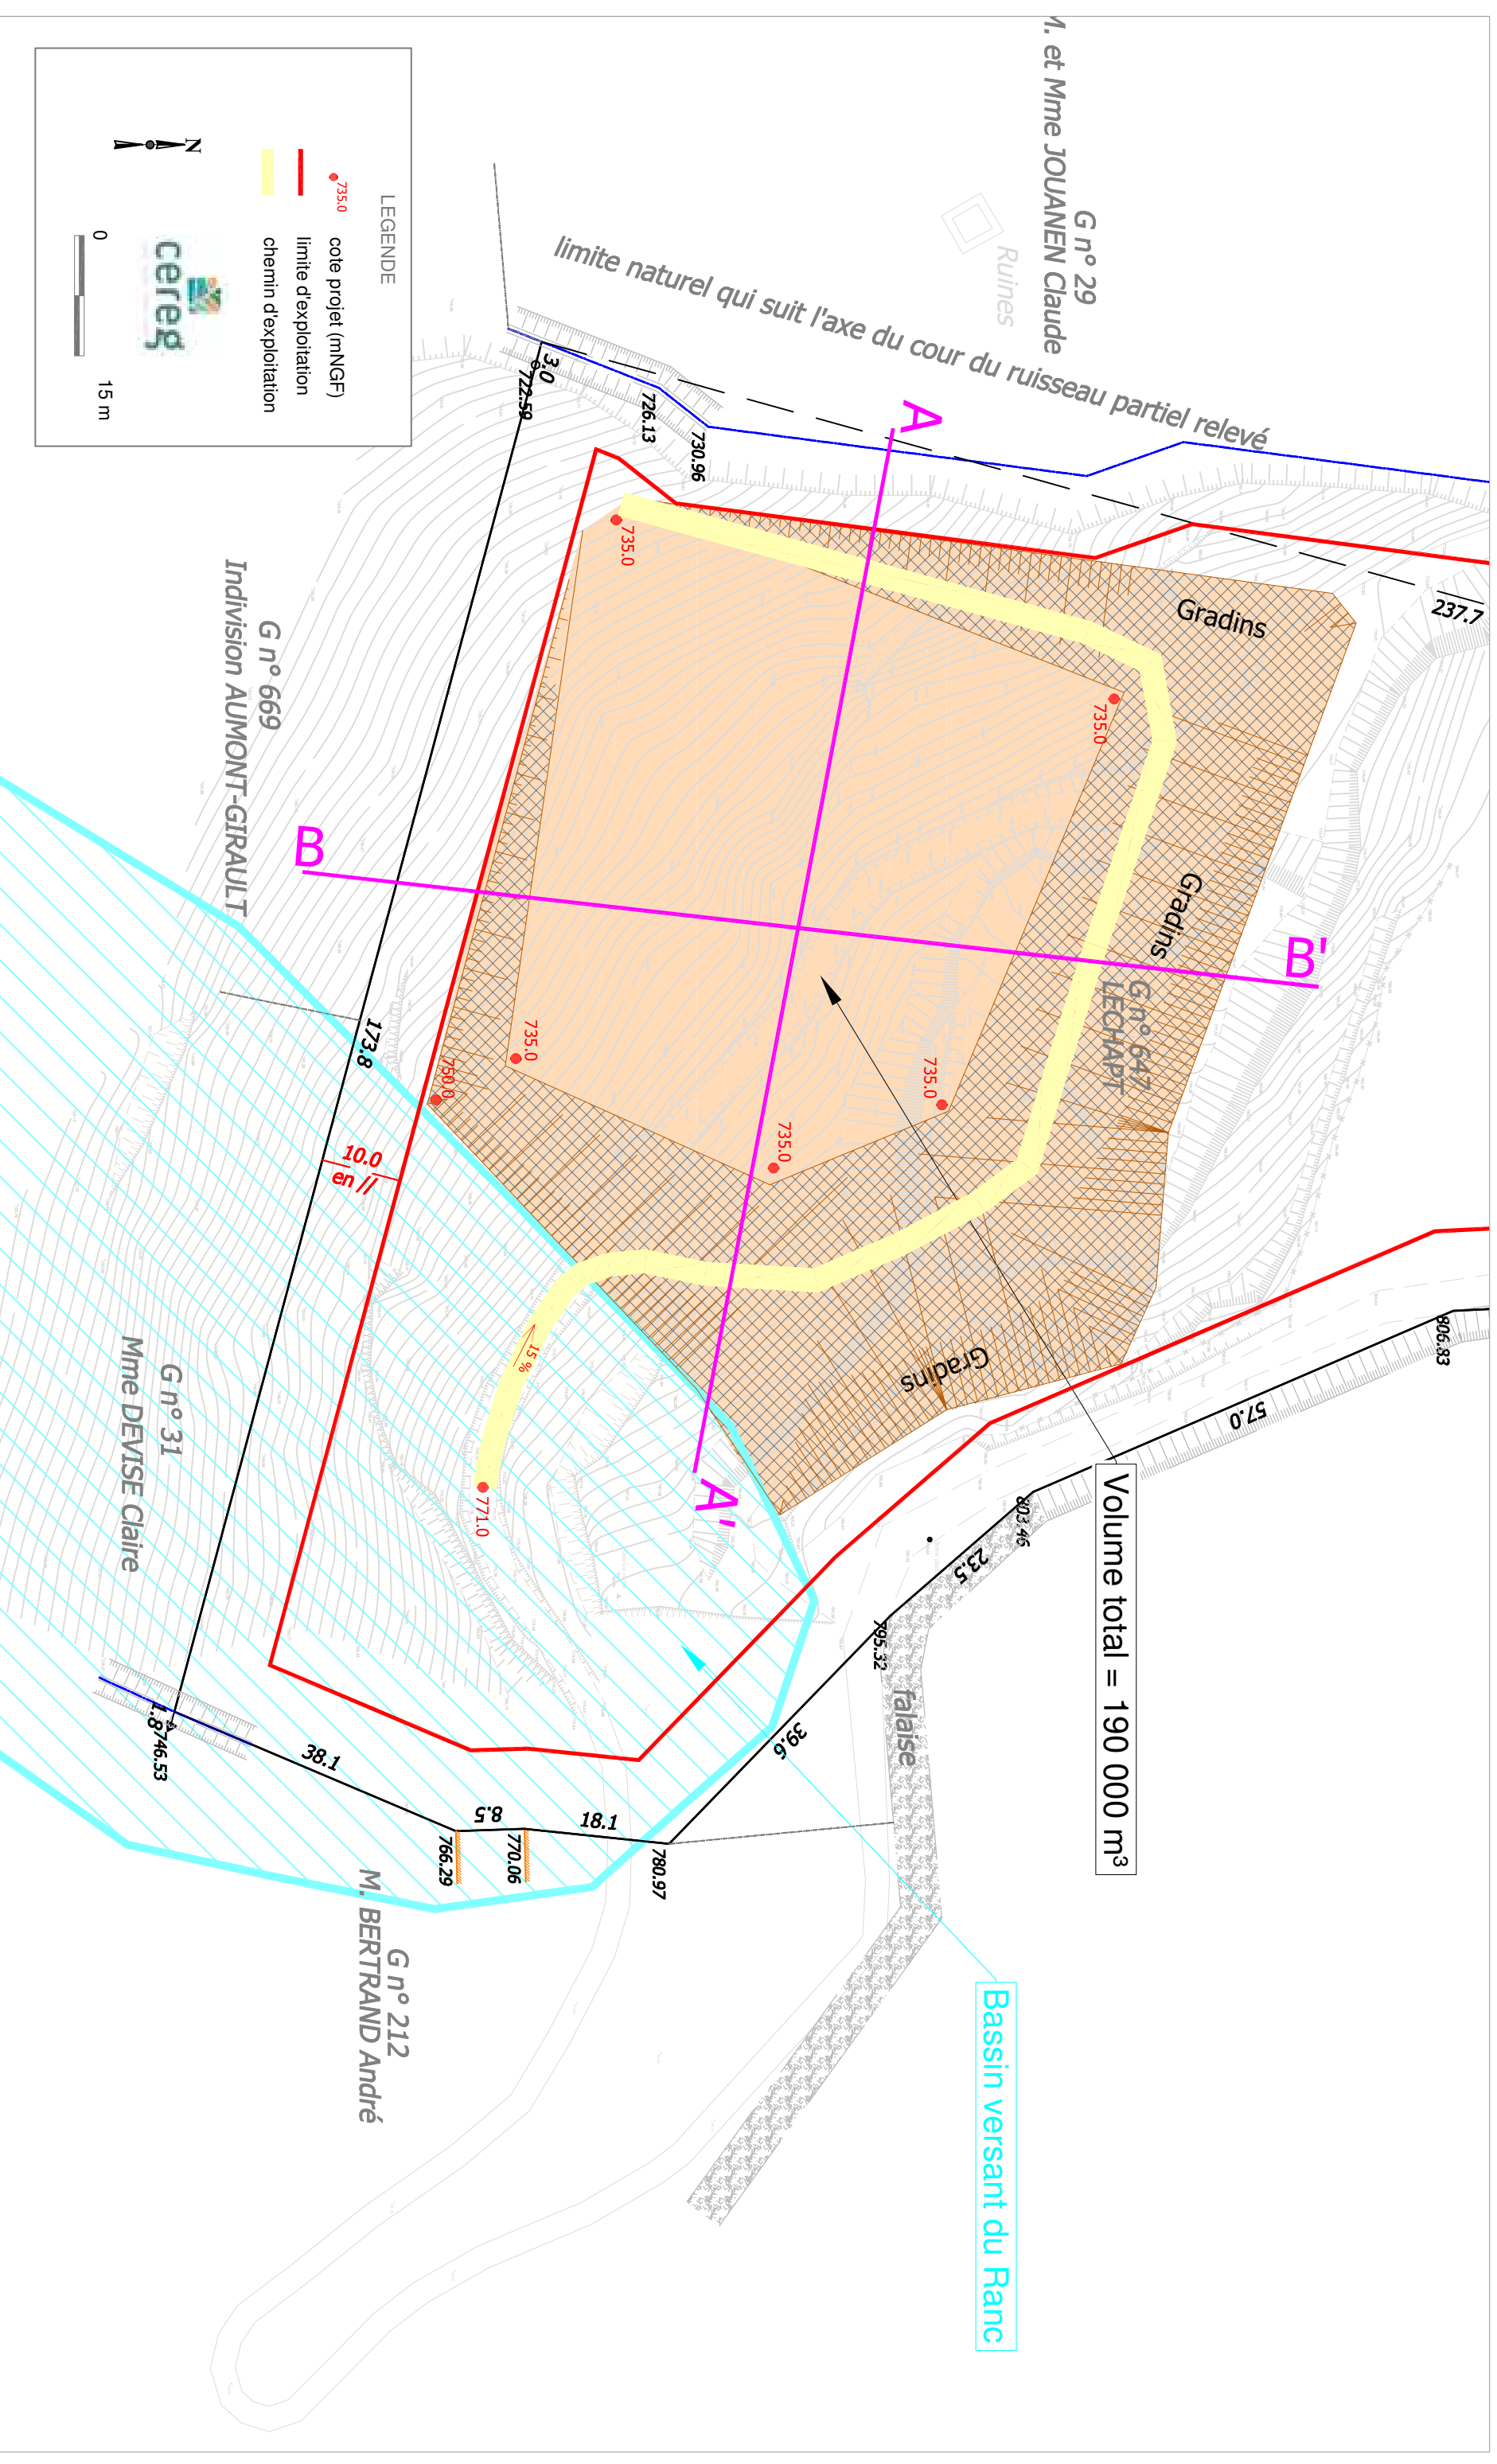 M. et Mme JOUANEN Claude
G n° 29
Ruines
limite naturel qui suit l'axe du cour du ruisseau partiel relevé
LEGENDE
735.0
cote projet (mNGF)
limite d'exploitation
chemin d'exploitation
N
cereg
0
15 m
3.0
722.59
726.13
730.96
237.7
A
A'
B
B'
Gradins
Gradins
Gradins
735.0
735.0
735.0
735.0
735.0
750.0
771.0
15 %
G n° 647
LECHAPT
G n° 669
Indivision AUMONT-GIRAULT
173.8
10.0
en //
G n° 31
Mme DEVISE Claire
1.8
746.53
38.1
766.29
8.5
770.06
18.1
780.97
39.6
795.32
23.5
803.46
57.0
806.83
falaise
Volume total = 190 000 m³
Bassin versant du Ranc
G n° 212
M. BERTRAND André